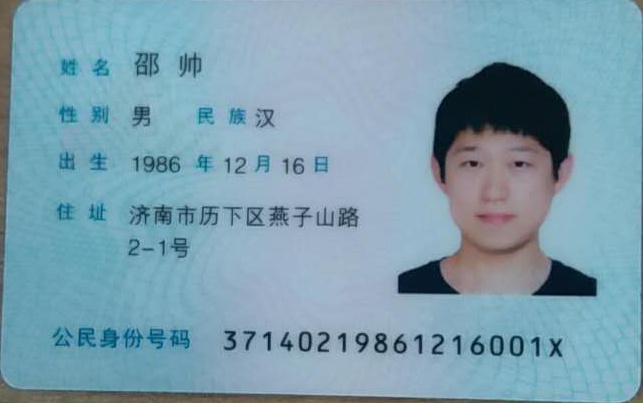 姓名 邵帅
性别 男 民族 汉
出生 1986 年 12 月 16 日
住址 济南市历下区燕子山路
2-1号
公民身份号码 37140219861216001X